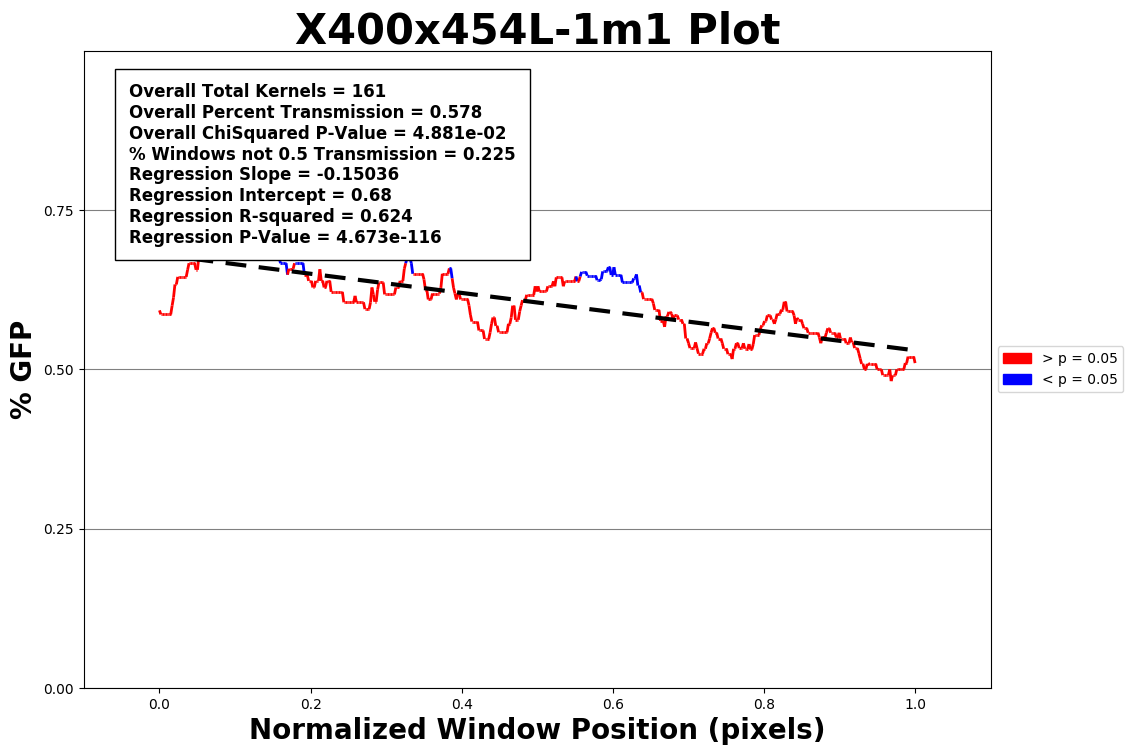 X400x454L-1m1 Plot
Overall Total Kernels = 161
Overall Percent Transmission = 0.578
Overall ChiSquared P-Value = 4.881e-02
% Windows not 0.5 Transmission = 0.225
Regression Slope = -0.15036
Regression Intercept = 0.68
Regression R-squared = 0.624
Regression P-Value = 4.673e-116
% GFP
0.75
0.50
0.25
0.00
> p = 0.05
< p = 0.05
0.0 0.2 0.4 0.6 0.8 1.0
Normalized Window Position (pixels)